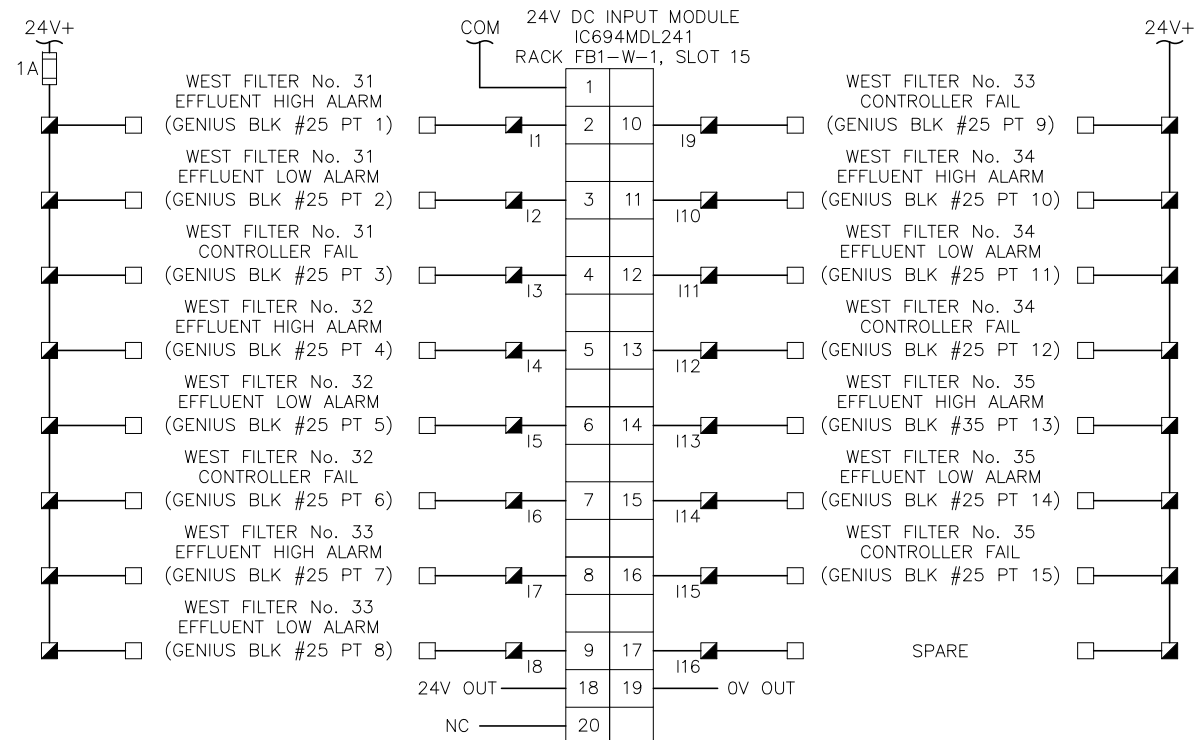 24V+
COM
24V DC INPUT MODULE
IC694MDL241
RACK FB1-W-1, SLOT 15
24V+
1A
1
WEST FILTER No. 31
EFFLUENT HIGH ALARM
(GENIUS BLK #25 PT 1)
I1
2
10
I9
WEST FILTER No. 33
CONTROLLER FAIL
(GENIUS BLK #25 PT 9)
WEST FILTER No. 31
EFFLUENT LOW ALARM
(GENIUS BLK #25 PT 2)
I2
3
11
I10
WEST FILTER No. 34
EFFLUENT HIGH ALARM
(GENIUS BLK #25 PT 10)
WEST FILTER No. 31
CONTROLLER FAIL
(GENIUS BLK #25 PT 3)
I3
4
12
I11
WEST FILTER No. 34
EFFLUENT LOW ALARM
(GENIUS BLK #25 PT 11)
WEST FILTER No. 32
EFFLUENT HIGH ALARM
(GENIUS BLK #25 PT 4)
I4
5
13
I12
WEST FILTER No. 34
CONTROLLER FAIL
(GENIUS BLK #25 PT 12)
WEST FILTER No. 32
EFFLUENT LOW ALARM
(GENIUS BLK #25 PT 5)
I5
6
14
I13
WEST FILTER No. 35
EFFLUENT HIGH ALARM
(GENIUS BLK #35 PT 13)
WEST FILTER No. 32
CONTROLLER FAIL
(GENIUS BLK #25 PT 6)
I6
7
15
I14
WEST FILTER No. 35
EFFLUENT LOW ALARM
(GENIUS BLK #25 PT 14)
WEST FILTER No. 33
EFFLUENT HIGH ALARM
(GENIUS BLK #25 PT 7)
I7
8
16
I15
WEST FILTER No. 35
CONTROLLER FAIL
(GENIUS BLK #25 PT 15)
WEST FILTER No. 33
EFFLUENT LOW ALARM
(GENIUS BLK #25 PT 8)
I8
9
17
I16
SPARE
24V OUT
18
19
0V OUT
NC
20